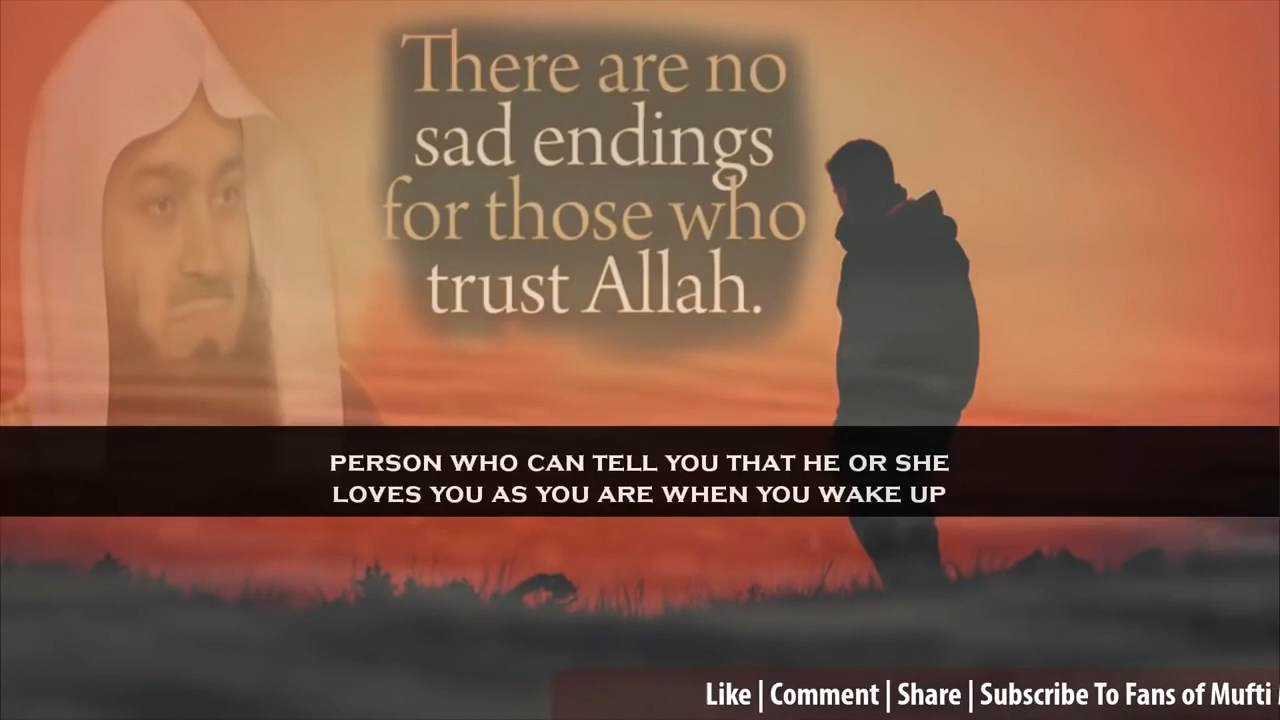 There are no
sad endings
for those who
trust Allah.
PERSON WHO CAN TELL YOU THAT HE OR SHE
LOVES YOU AS YOU ARE WHEN YOU WAKE UP
Like | Comment | Share | Subscribe To Fans of Mufti